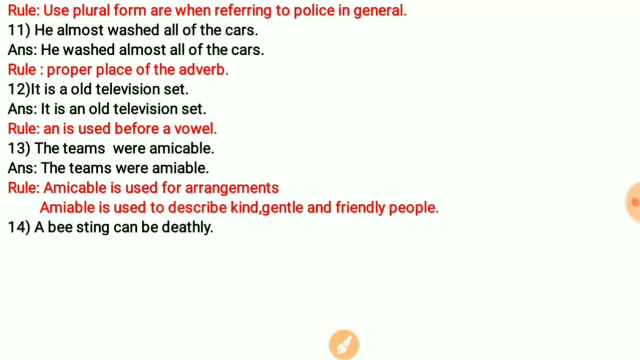 Rule: Use plural form are when referring to police in general.
11) He almost washed all of the cars.
Ans: He washed almost all of the cars.
Rule : proper place of the adverb.
12)It is a old television set.
Ans: It is an old television set.
Rule: an is used before a vowel.
13) The teams  were amicable.
Ans: The teams were amiable.
Rule: Amicable is used for arrangements
Amiable is used to describe kind,gentle and friendly people.
14) A bee sting can be deathly.